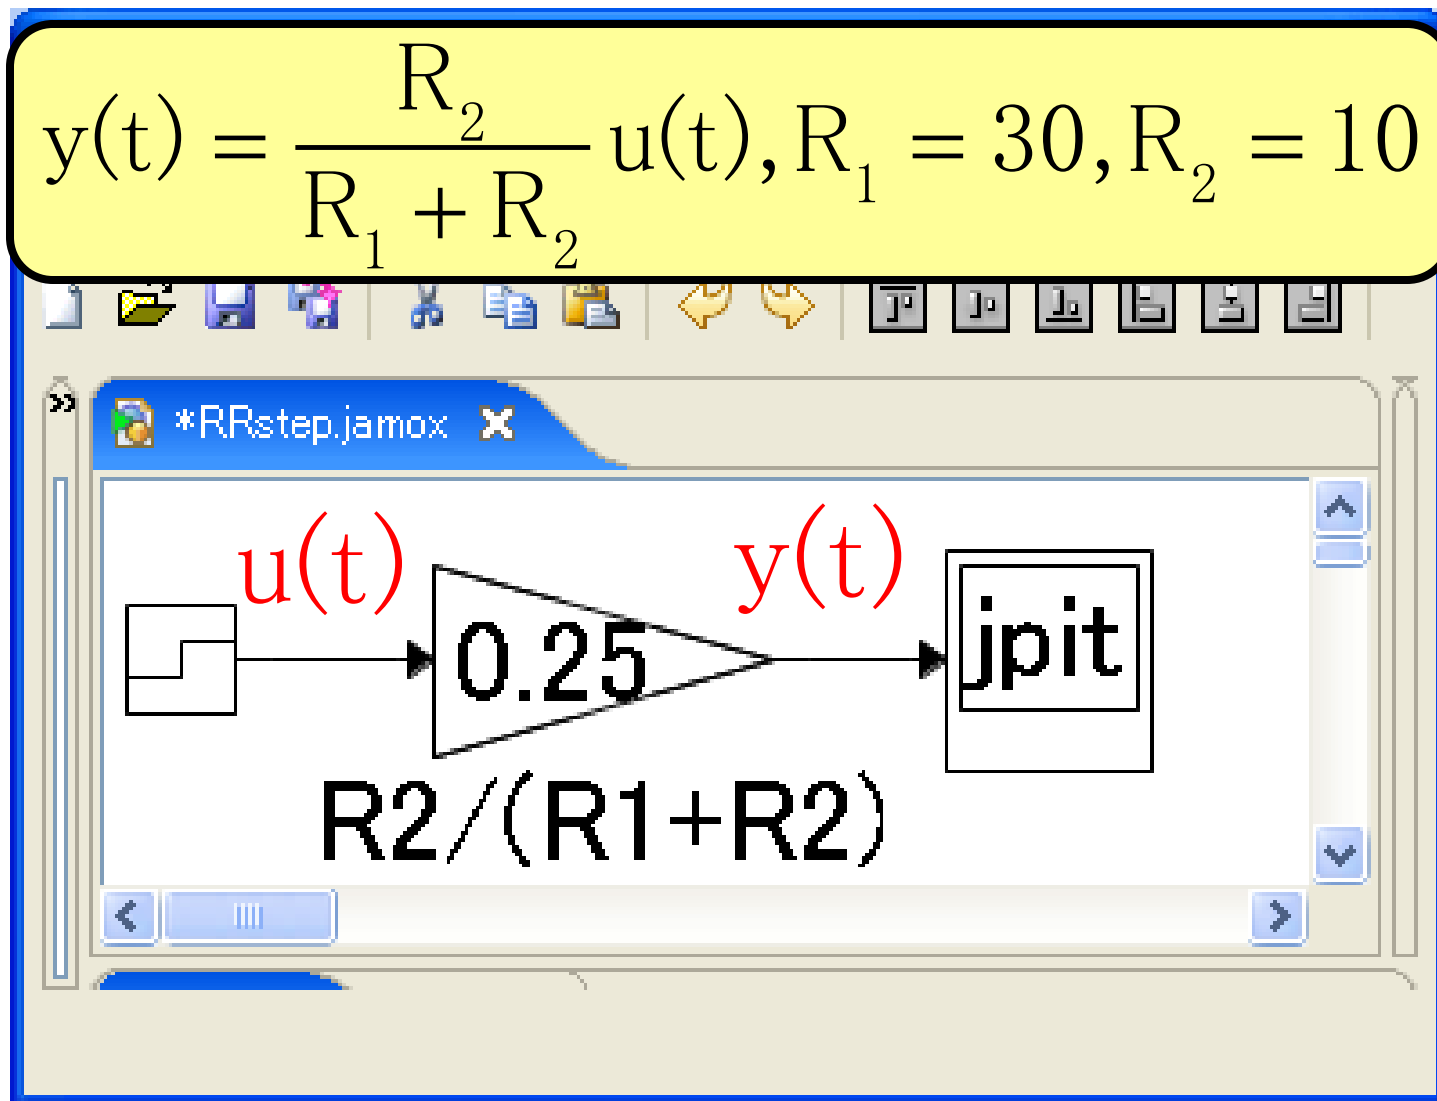 y(t) = R₂ / (R₁ + R₂) u(t), R₁ = 30, R₂ = 10
*RRstep.jamox
u(t)
y(t)
0.25
jpit
R2/(R1+R2)